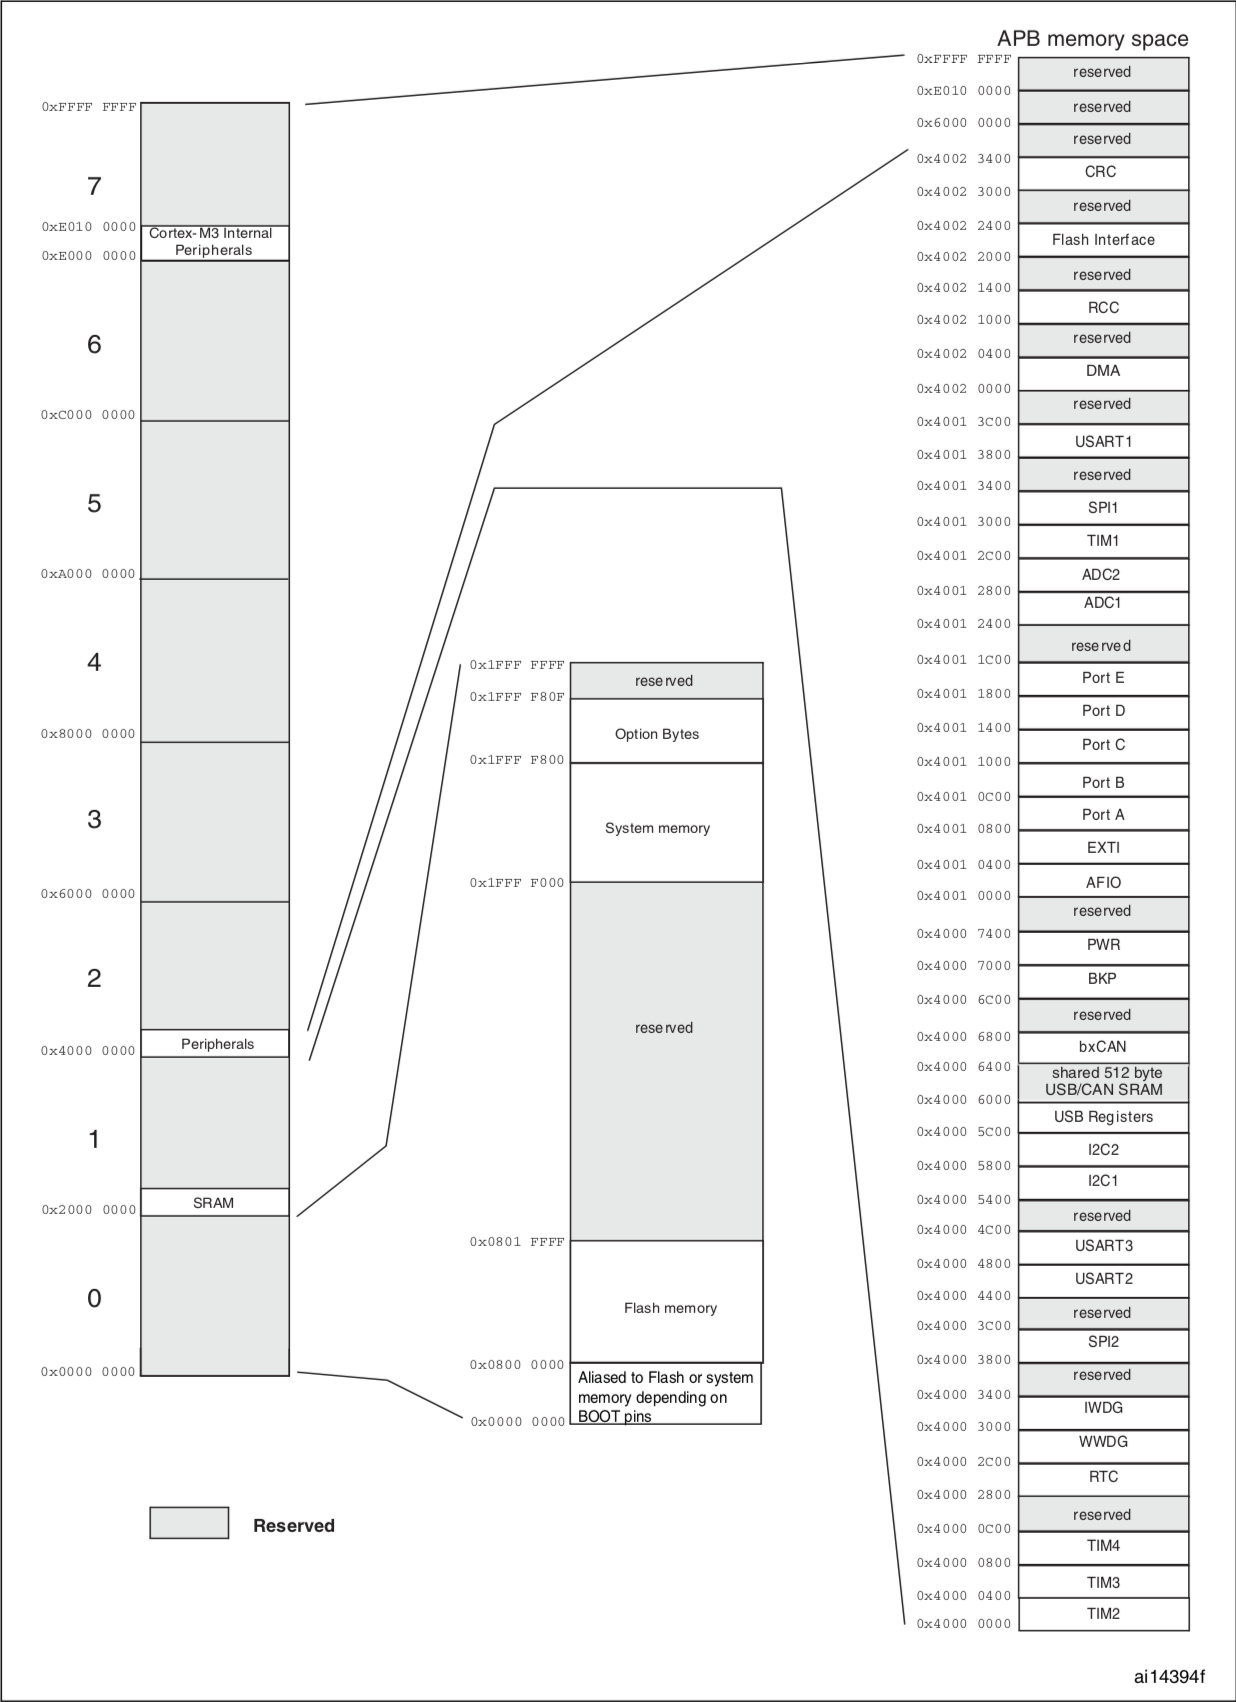 APB memory space
0xFFFF FFFF
7
0xE010 0000
Cortex-M3 Internal
Peripherals
0xE000 0000
6
0xC000 0000
5
0xA000 0000
4
0x8000 0000
3
0x6000 0000
2
Peripherals
0x4000 0000
1
SRAM
0x2000 0000
0
0x0000 0000
Reserved
0x1FFF FFFF
reserved
0x1FFF F80F
Option Bytes
0x1FFF F800
System memory
0x1FFF F000
reserved
0x0801 FFFF
Flash memory
0x0800 0000
Aliased to Flash or system
memory depending on
BOOT pins
0x0000 0000
0xFFFF FFFF
reserved
0xE010 0000
reserved
0x6000 0000
reserved
0x4002 3400
CRC
0x4002 3000
reserved
0x4002 2400
Flash Interface
0x4002 2000
reserved
0x4002 1400
RCC
0x4002 1000
reserved
0x4002 0400
DMA
0x4002 0000
reserved
0x4001 3C00
USART1
0x4001 3800
reserved
0x4001 3400
SPI1
0x4001 3000
TIM1
0x4001 2C00
ADC2
0x4001 2800
ADC1
0x4001 2400
reserved
0x4001 1C00
Port E
0x4001 1800
Port D
0x4001 1400
Port C
0x4001 1000
Port B
0x4001 0C00
Port A
0x4001 0800
EXTI
0x4001 0400
AFIO
0x4001 0000
reserved
0x4000 7400
PWR
0x4000 7000
BKP
0x4000 6C00
reserved
0x4000 6800
bxCAN
0x4000 6400
shared 512 byte
USB/CAN SRAM
0x4000 6000
USB Registers
0x4000 5C00
I2C2
0x4000 5800
I2C1
0x4000 5400
reserved
0x4000 4C00
USART3
0x4000 4800
USART2
0x4000 4400
reserved
0x4000 3C00
SPI2
0x4000 3800
reserved
0x4000 3400
IWDG
0x4000 3000
WWDG
0x4000 2C00
RTC
0x4000 2800
reserved
0x4000 0C00
TIM4
0x4000 0800
TIM3
0x4000 0400
TIM2
0x4000 0000
ai14394f